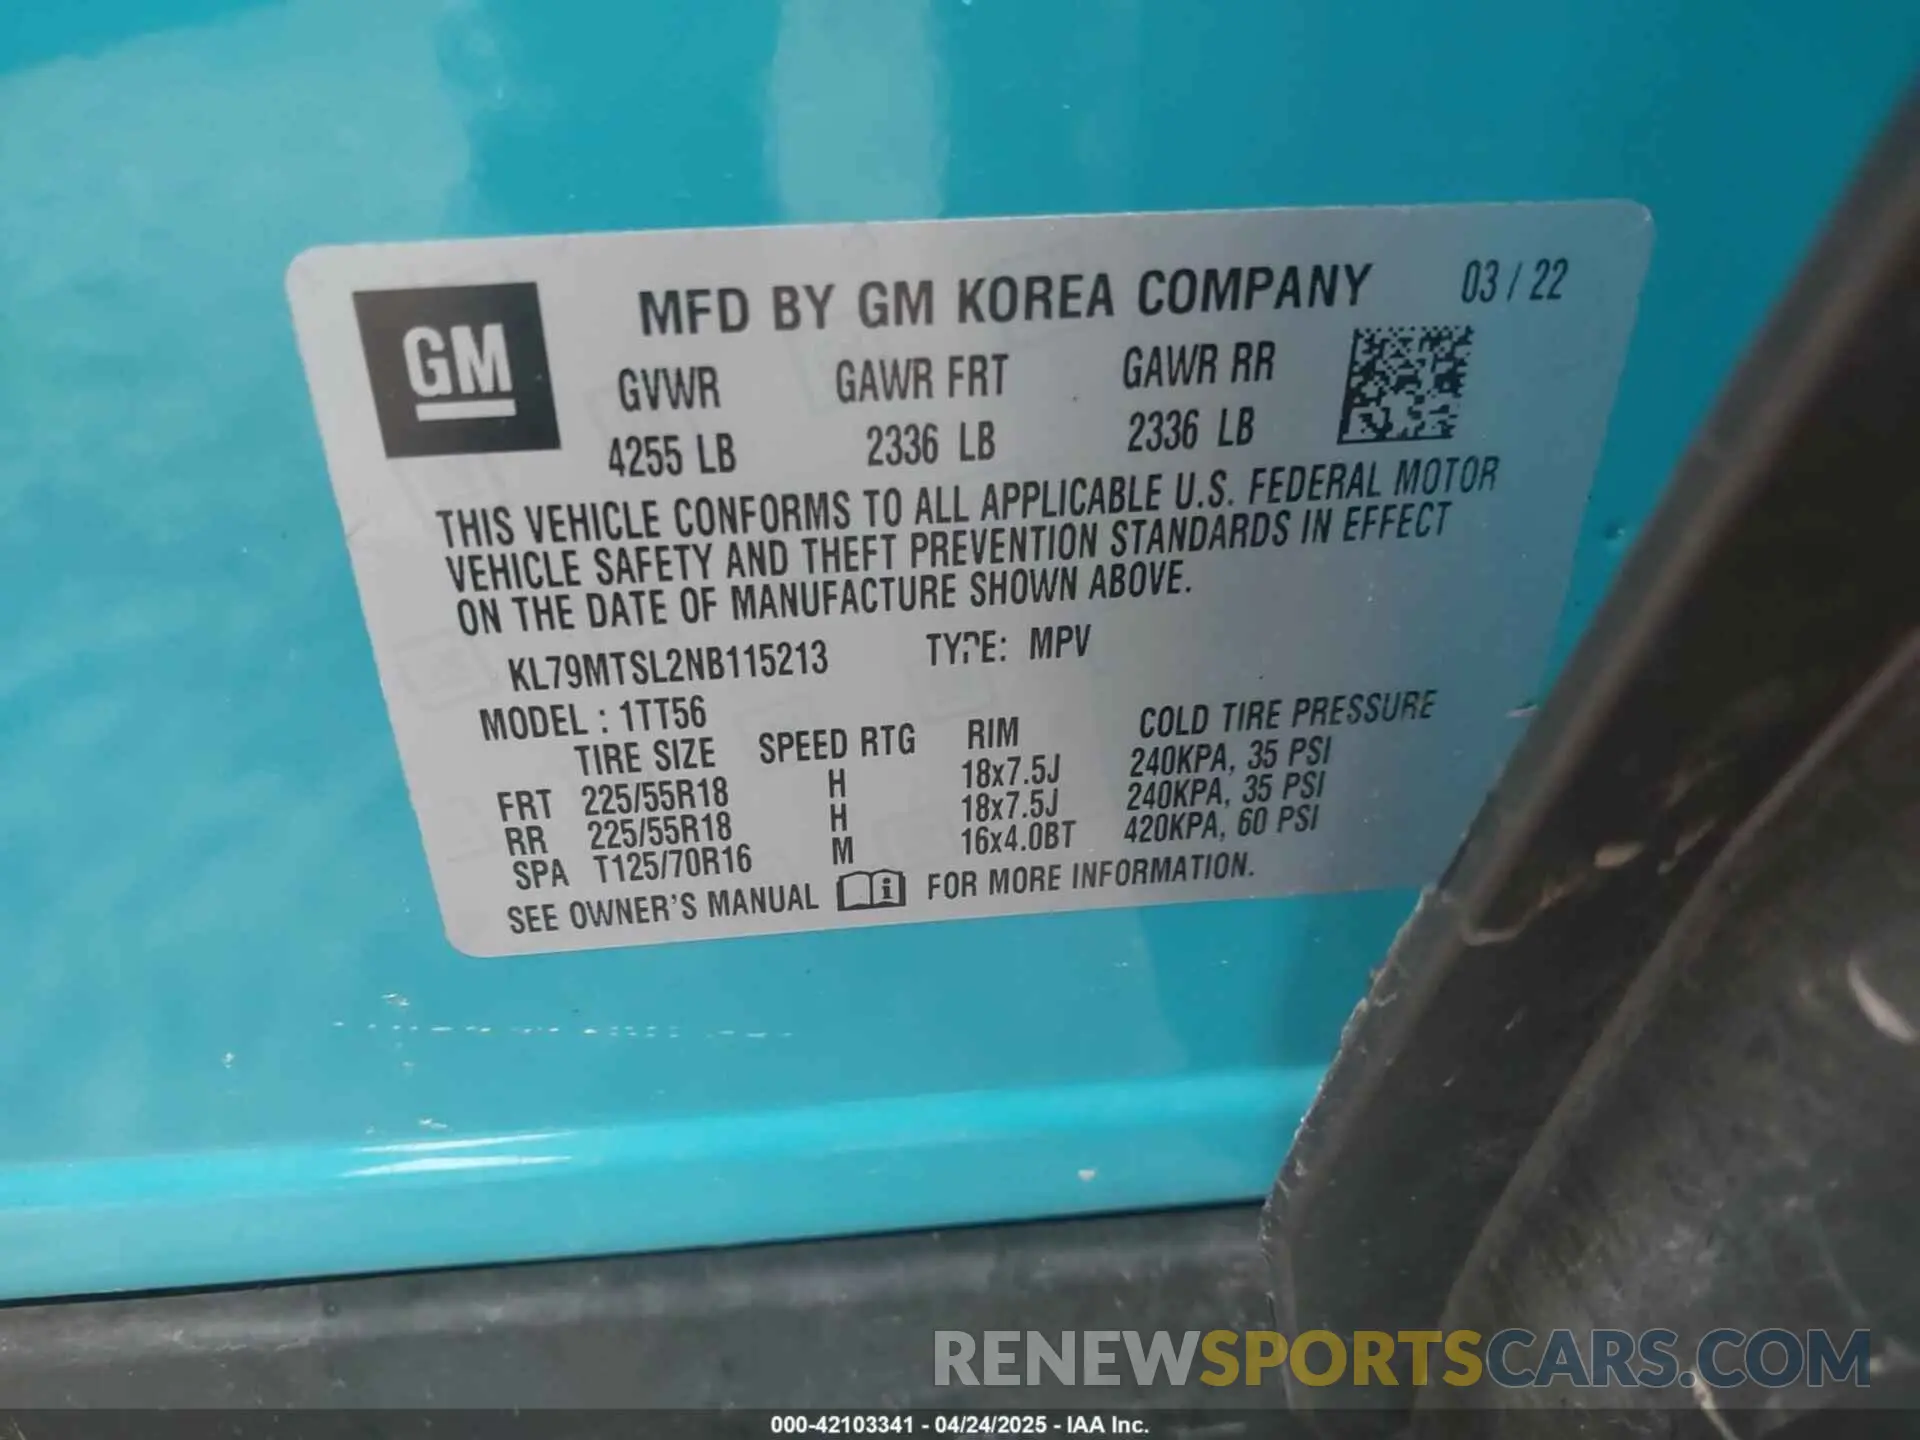 GM
MFD BY GM KOREA COMPANY 03 / 22
GVWR GAWR FRT GAWR RR
4255 LB 2336 LB 2336 LB
THIS VEHICLE CONFORMS TO ALL APPLICABLE U.S. FEDERAL MOTOR
VEHICLE SAFETY AND THEFT PREVENTION STANDARDS IN EFFECT
ON THE DATE OF MANUFACTURE SHOWN ABOVE.
KL79MTSL2NB115213 TYPE: MPV
MODEL : 1TT56
TIRE SIZE SPEED RTG RIM COLD TIRE PRESSURE
FRT 225/55R18 H 18x7.5J 240KPA, 35 PSI
RR 225/55R18 H 18x7.5J 240KPA, 35 PSI
SPA T125/70R16 M 16x4.0BT 420KPA, 60 PSI
SEE OWNER'S MANUAL i FOR MORE INFORMATION.
RENEWSPORTSCARS.COM
000-42103341 - 04/24/2025 - IAA Inc.